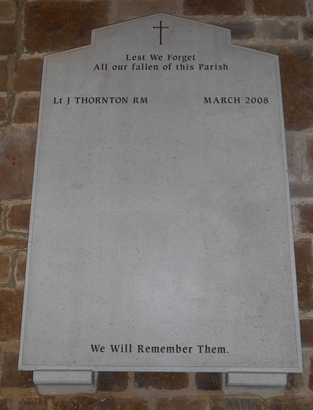 Lest We Forget
All our fallen of this Parish
Lt J THORNTON RM MARCH 2008
We Will Remember Them.